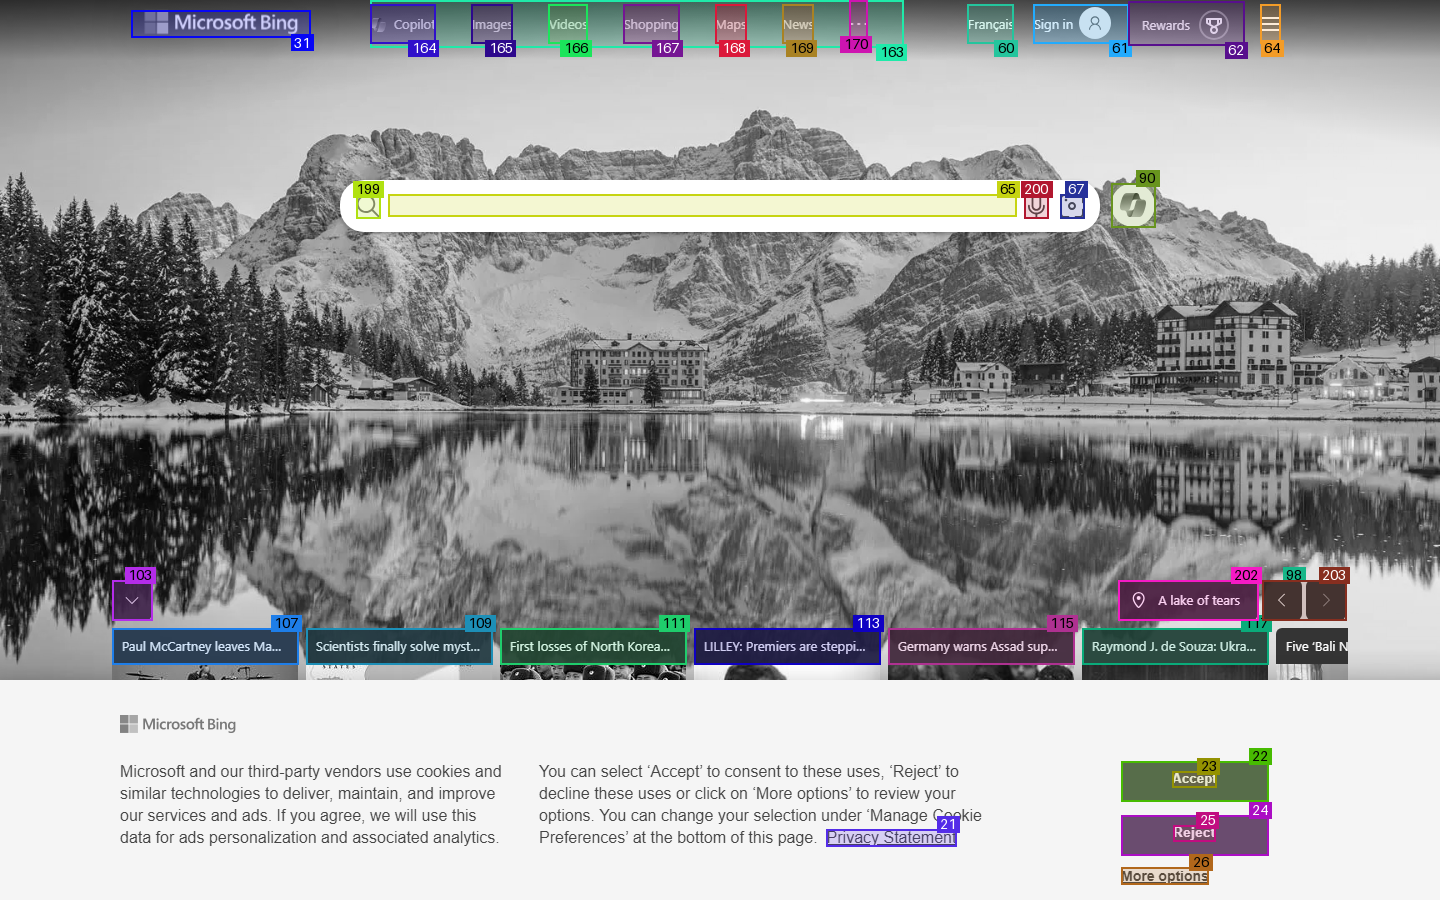 Microsoft Bing
Copilot
Images
Videos
Shopping
Maps
News
Français
Sign in
Rewards
31
164
165
166
167
168
169
170
163
60
61
62
64
199
65
200
67
90
103
202
98
203
A lake of tears
107
109
111
113
115
117
Paul McCartney leaves Ma...
Scientists finally solve myst...
First losses of North Korea...
LILLEY: Premiers are steppi...
Germany warns Assad sup...
Raymond J. de Souza: Ukra...
Five 'Bali N
STATES
Microsoft Bing
Microsoft and our third-party vendors use cookies and
similar technologies to deliver, maintain, and improve
our services and ads. If you agree, we will use this
data for ads personalization and associated analytics.
You can select ‘Accept’ to consent to these uses, ‘Reject’ to
decline these uses or click on ‘More options’ to review your
options. You can change your selection under ‘Manage Cookie
Preferences’ at the bottom of this page. Privacy Statement
21
22
23
Accept
24
25
Reject
26
More options